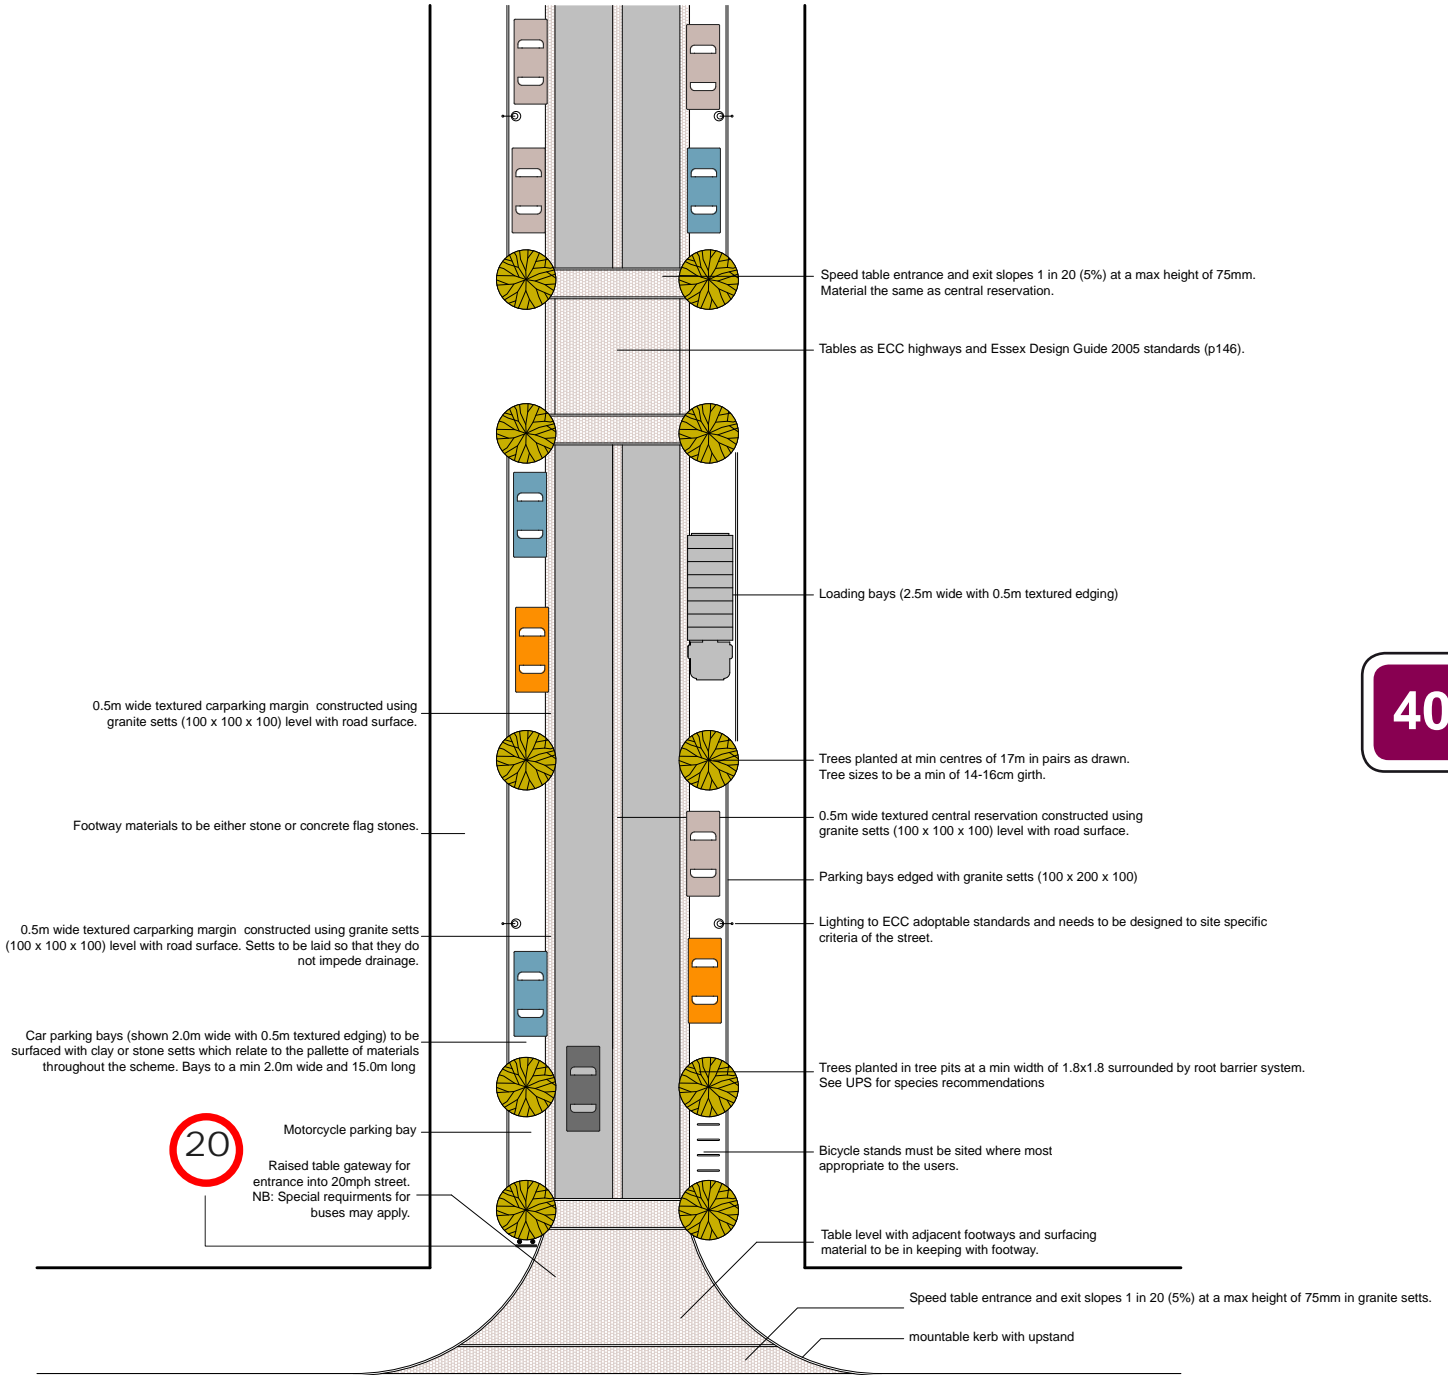 Speed table entrance and exit slopes 1 in 20 (5%) at a max height of 75mm.
Material the same as central reservation.
Tables as ECC highways and Essex Design Guide 2005 standards (p146).
Loading bays (2.5m wide with 0.5m textured edging)
40
0.5m wide textured carparking margin constructed using
granite setts (100 x 100 x 100) level with road surface.
Trees planted at min centres of 17m in pairs as drawn.
Tree sizes to be a min of 14-16cm girth.
Footway materials to be either stone or concrete flag stones.
0.5m wide textured central reservation constructed using
granite setts (100 x 100 x 100) level with road surface.
Parking bays edged with granite setts (100 x 200 x 100)
0.5m wide textured carparking margin constructed using granite setts
(100 x 100 x 100) level with road surface. Setts to be laid so that they do
not impede drainage.
Lighting to ECC adoptable standards and needs to be designed to site specific
criteria of the street.
Car parking bays (shown 2.0m wide with 0.5m textured edging) to be
surfaced with clay or stone setts which relate to the pallette of materials
throughout the scheme. Bays to a min 2.0m wide and 15.0m long
Trees planted in tree pits at a min width of 1.8x1.8 surrounded by root barrier system.
See UPS for species recommendations
20
Motorcycle parking bay
Raised table gateway for
entrance into 20mph street.
NB: Special requirments for
buses may apply.
Bicycle stands must be sited where most
appropriate to the users.
Table level with adjacent footways and surfacing
material to be in keeping with footway.
Speed table entrance and exit slopes 1 in 20 (5%) at a max height of 75mm in granite setts.
mountable kerb with upstand